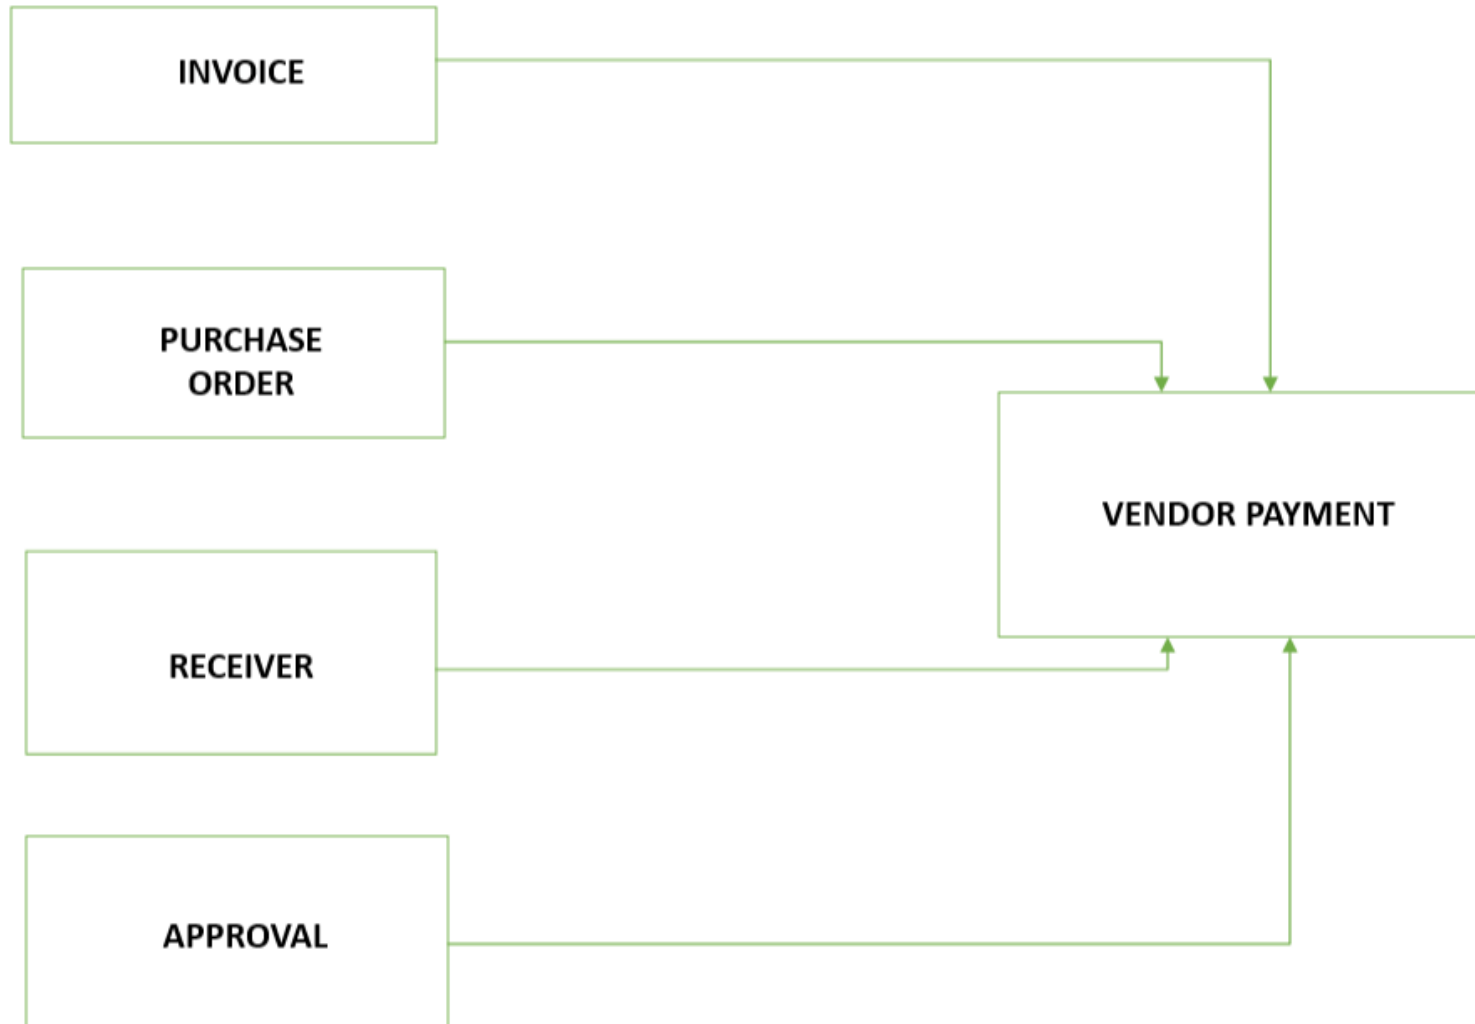 INVOICE
PURCHASE
ORDER
VENDOR PAYMENT
RECEIVER
APPROVAL